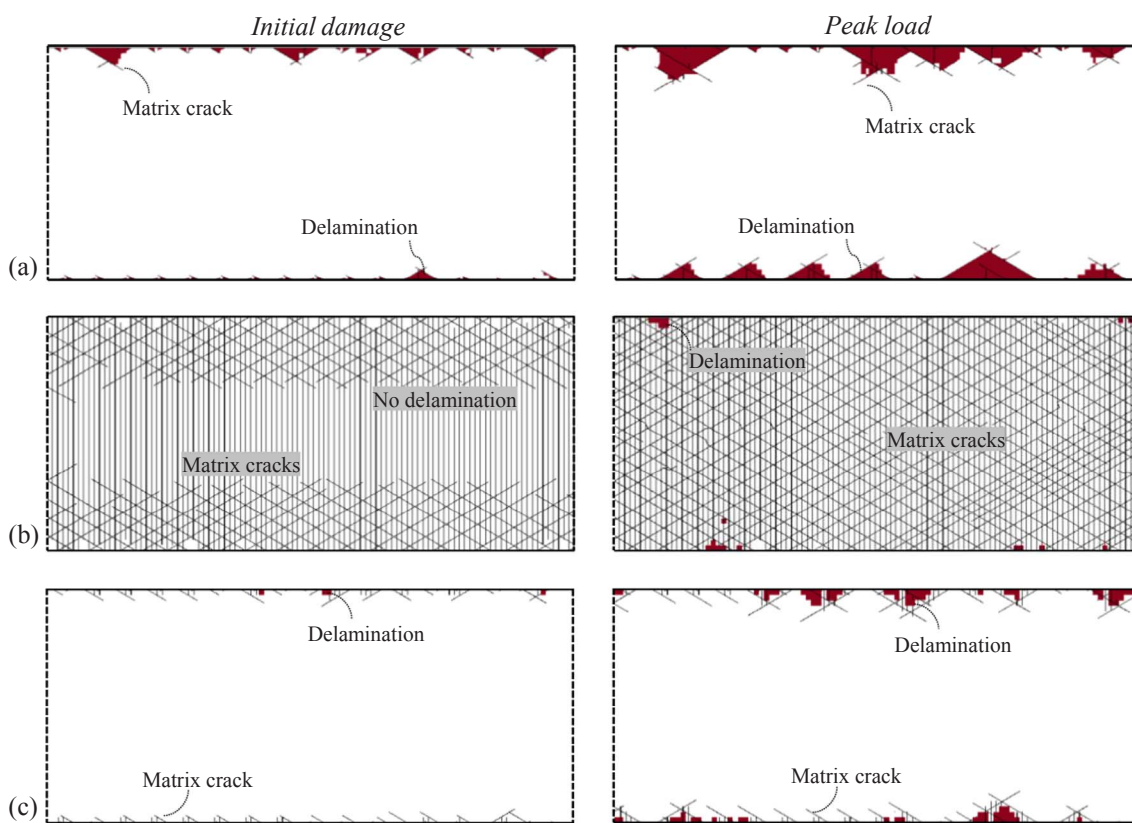 Initial damage
Peak load
Matrix crack
Matrix crack
Delamination
Delamination
(a)
No delamination
Delamination
Matrix cracks
Matrix cracks
(b)
Delamination
Delamination
Matrix crack
Matrix crack
(c)